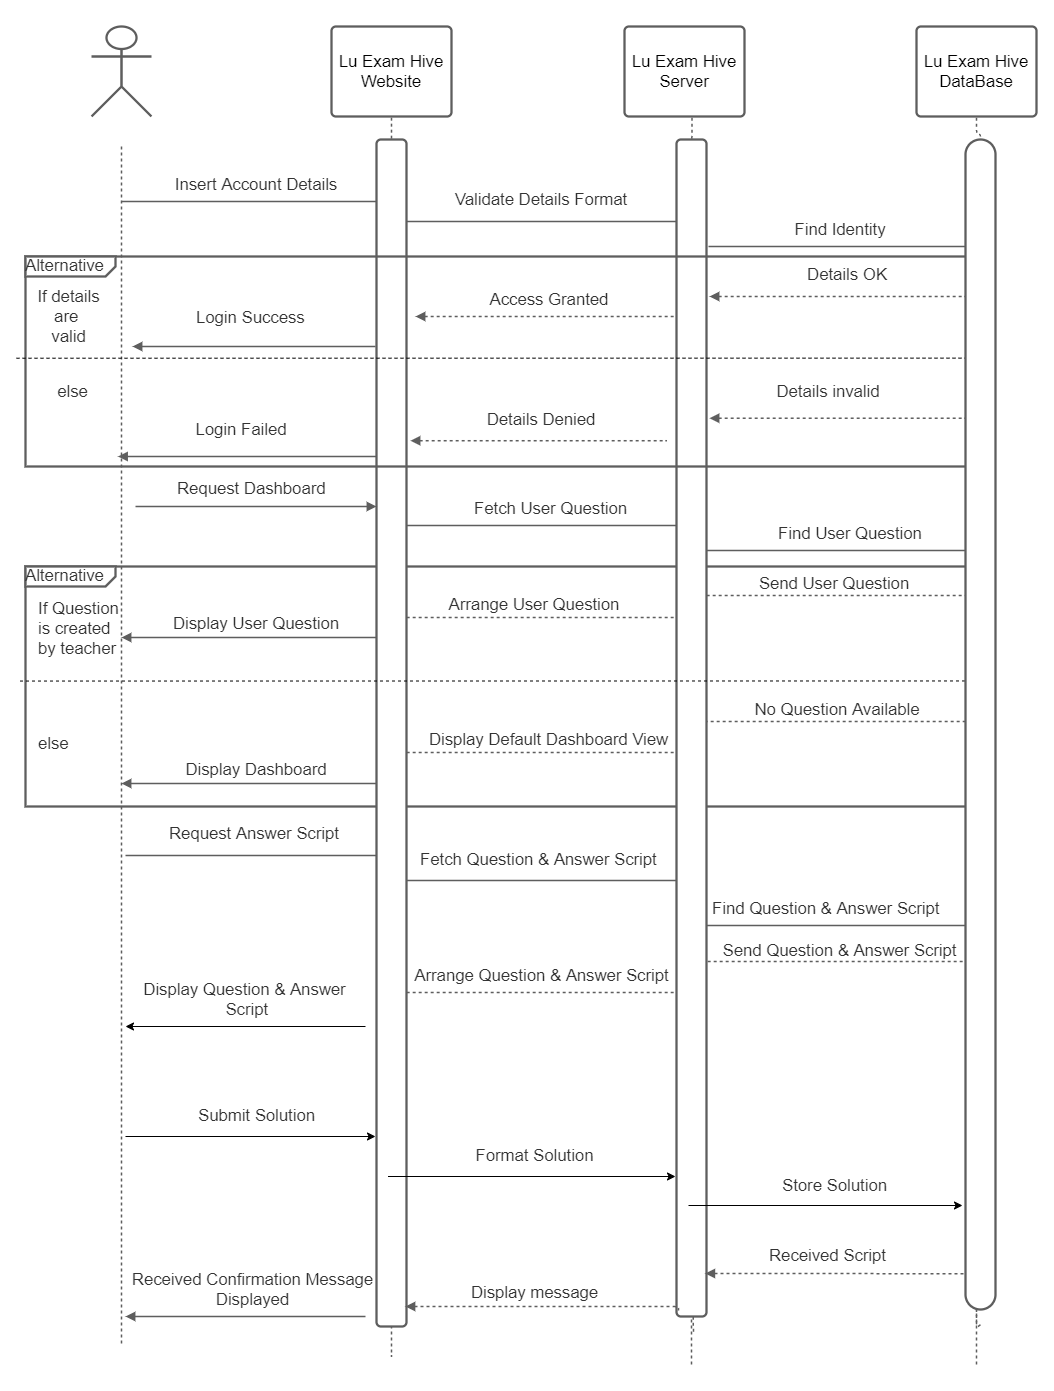 Lu Exam Hive
Website
Lu Exam Hive
Server
Lu Exam Hive
DataBase
Insert Account Details
Validate Details Format
Find Identity
Alternative
Details OK
If details
are
valid
Access Granted
Login Success
else
Details invalid
Details Denied
Login Failed
Request Dashboard
Fetch User Question
Find User Question
Alternative
Send User Question
If Question
is created
by teacher
Arrange User Question
Display User Question
No Question Available
else
Display Default Dashboard View
Display Dashboard
Request Answer Script
Fetch Question & Answer Script
Find Question & Answer Script
Send Question & Answer Script
Arrange Question & Answer Script
Display Question & Answer
Script
Submit Solution
Format Solution
Store Solution
Received Script
Received Confirmation Message
Displayed
Display message